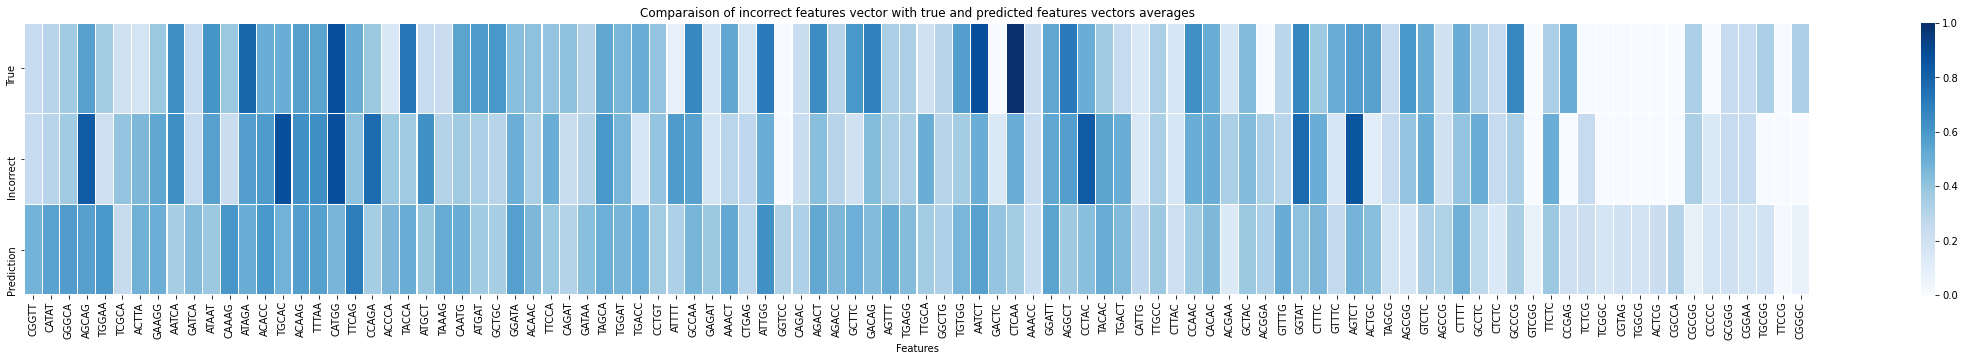 Comparaison of incorrect features vector with true and predicted features vectors averages
True
Incorrect
Prediction
CGGTT CATAT GGGCA AGCAG TGGAA TCGCA ACTTA GAAGG AATCA GATCA ATAAT CAAAG ATAGA ACACC TGCAC ACAAG TTTAA CATGG TTCAG CCAGA ACCCA TACCA ATGCT TAAAG CAATG ATGAT GCTGC GGATA ACAAC TTCCA CAGAT GATAA TAGCA TGGAT TGACC CCTGT ATTTT GCCAA GAGAT AAACT CTGAG ATTGG GGTCC CAGAC AGACT AGACC GCTTC GACAG AGTTT TGAGG TTGCA GGCTG TGTGG AATCT GACTC CTCAA AAACC GGATT AGGCT CCTAC TACAC TGACT CATTG TTGCC CTTAC CCAAC CACAC ACGAA GCTAC ACGGA GTTTG GGTAT CTTTC GTTTC AGTCT ACTGC TAGCG AGCGG GTCTC AGCCG CTTTT GCCTC CTCTC GCCCG GTCGG TTCTC CCGAG TCTCG TCGGC CGTAG TGGCG ACTCG CGCCA CGCGG CCCCC GCGGG CGGAA TGCGG TTCCG CGGGC
Features
1.0
0.8
0.6
0.4
0.2
0.0